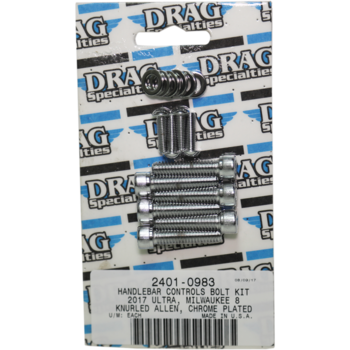 DRAG
Specialties
DRAG
Specialties
DRAG
Specialties
DRAG
Specialties
DRAG
2401-0983
HANDLEBAR CONTROLS BOLT KIT
2017 ULTRA, MILWAUKEE 8
KNURLED ALLEN, CHROME PLATED
U/M: EACH MADE IN U.S.A.